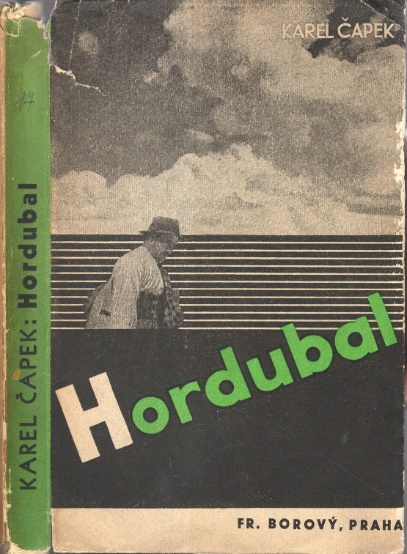 KAREL ČAPEK: Hordubal
KAREL ČAPEK
Hordubal
FR. BOROVÝ, PRAHA